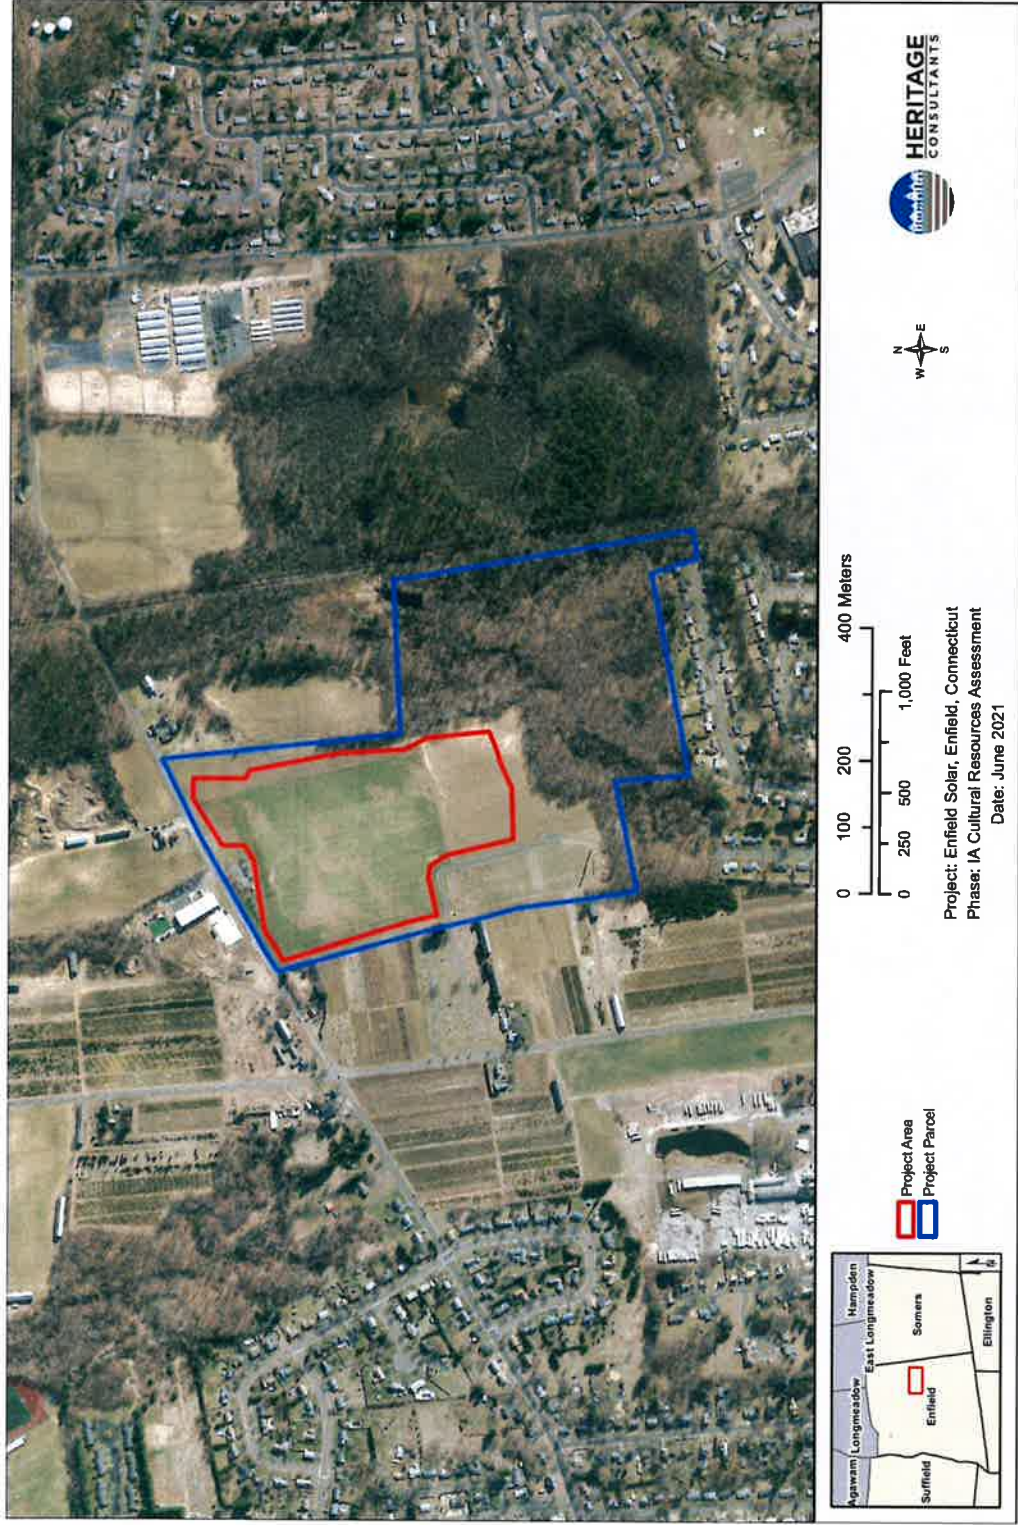 Agawam
Longmeadow
Hampden
East Longmeadow
Suffield
Enfield
Somers
Ellington
N
Project Area
Project Parcel
0 100 200 400 Meters
0 250 500 1,000 Feet
Project: Enfield Solar, Enfield, Connecticut
Phase: IA Cultural Resources Assessment
Date: June 2021
N
W E
S
HERITAGE
CONSULTANTS